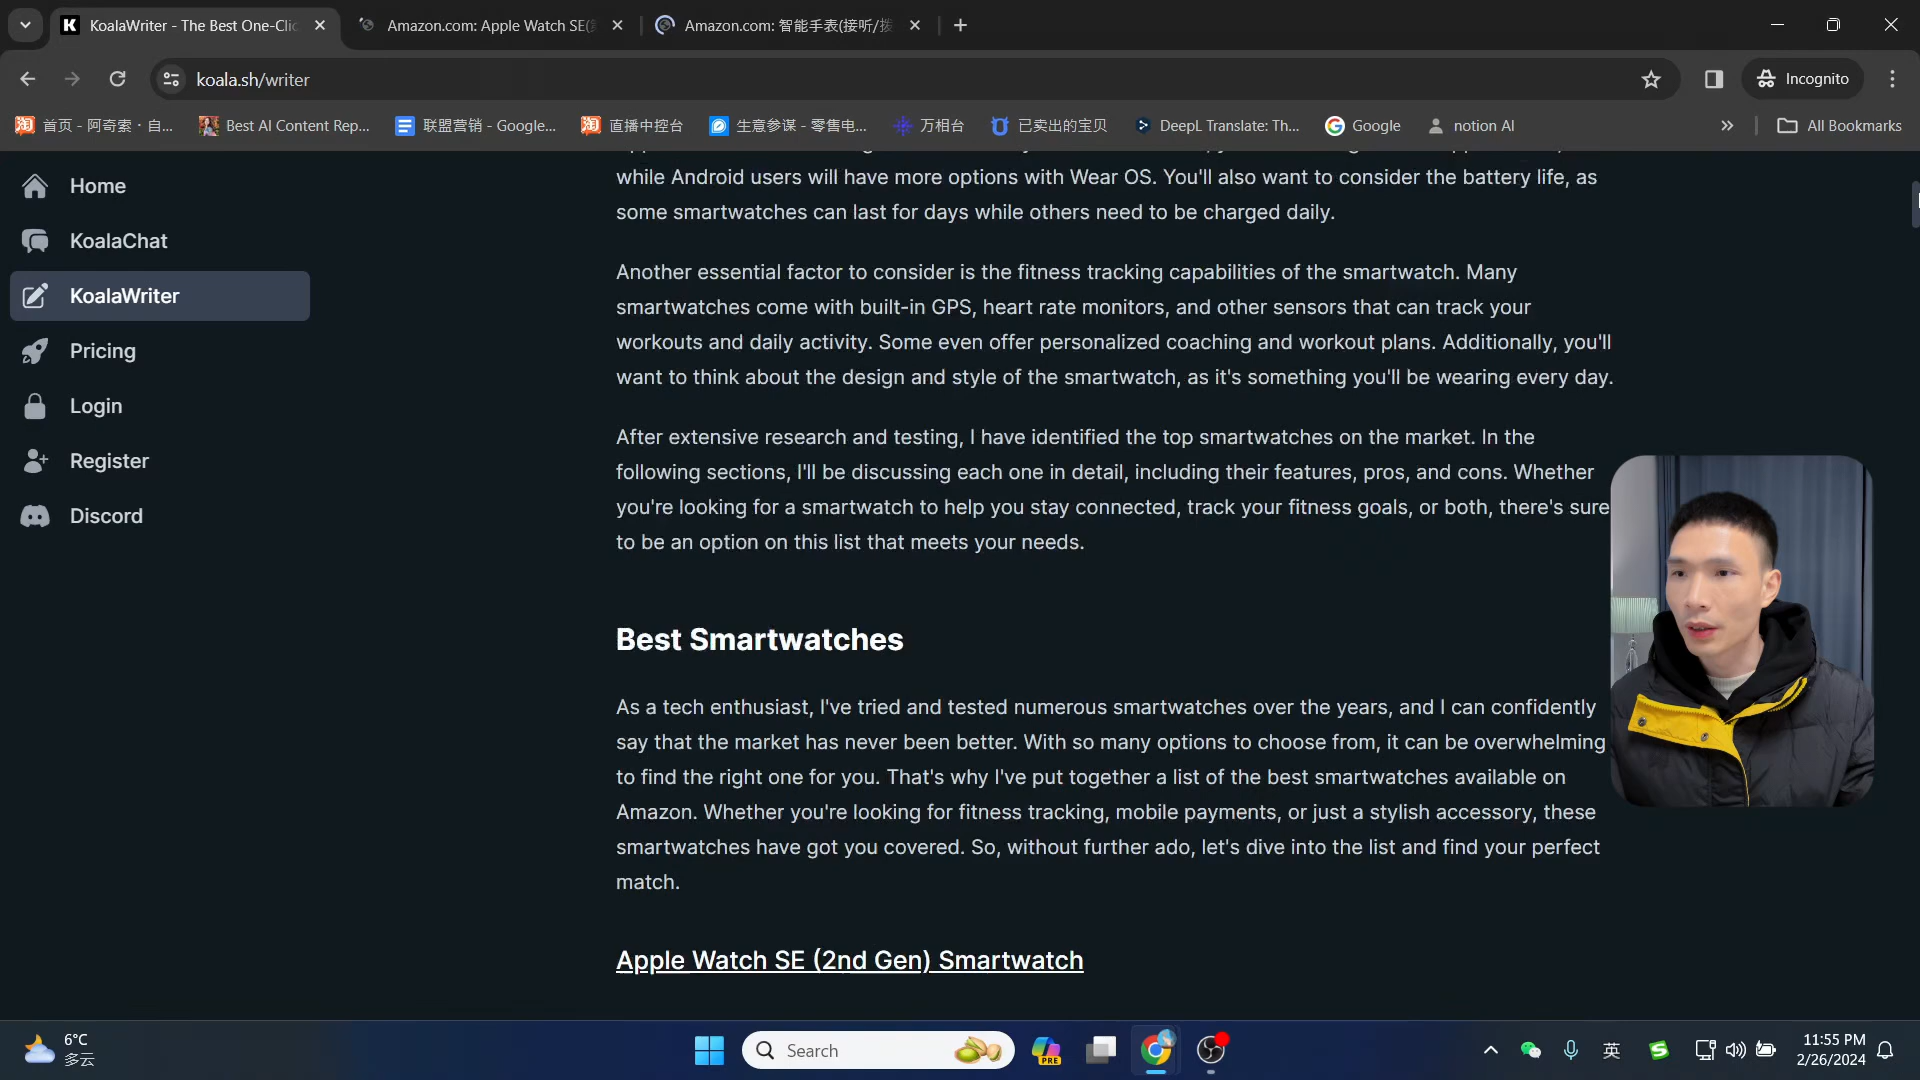 KoalaWriter - The Best One-Clic
Amazon.com: Apple Watch SE(
Amazon.com: 智能手表(接听/拨
koala.sh/writer
Incognito
首页 - 阿奇索・自...
Best AI Content Rep...
联盟营销 - Google...
直播中控台
生意参谋 - 零售电...
万相台
已卖出的宝贝
DeepL Translate: Th...
Google
notion AI
All Bookmarks
Home
KoalaChat
KoalaWriter
Pricing
Login
Register
Discord
while Android users will have more options with Wear OS. You'll also want to consider the battery life, as
some smartwatches can last for days while others need to be charged daily.
Another essential factor to consider is the fitness tracking capabilities of the smartwatch. Many
smartwatches come with built-in GPS, heart rate monitors, and other sensors that can track your
workouts and daily activity. Some even offer personalized coaching and workout plans. Additionally, you'll
want to think about the design and style of the smartwatch, as it's something you'll be wearing every day.
After extensive research and testing, I have identified the top smartwatches on the market. In the
following sections, I'll be discussing each one in detail, including their features, pros, and cons. Whether
you're looking for a smartwatch to help you stay connected, track your fitness goals, or both, there's sure
to be an option on this list that meets your needs.
Best Smartwatches
As a tech enthusiast, I've tried and tested numerous smartwatches over the years, and I can confidently
say that the market has never been better. With so many options to choose from, it can be overwhelming
to find the right one for you. That's why I've put together a list of the best smartwatches available on
Amazon. Whether you're looking for fitness tracking, mobile payments, or just a stylish accessory, these
smartwatches have got you covered. So, without further ado, let's dive into the list and find your perfect
match.
Apple Watch SE (2nd Gen) Smartwatch
6°C
多云
Search
PRE
英
11:55 PM
2/26/2024